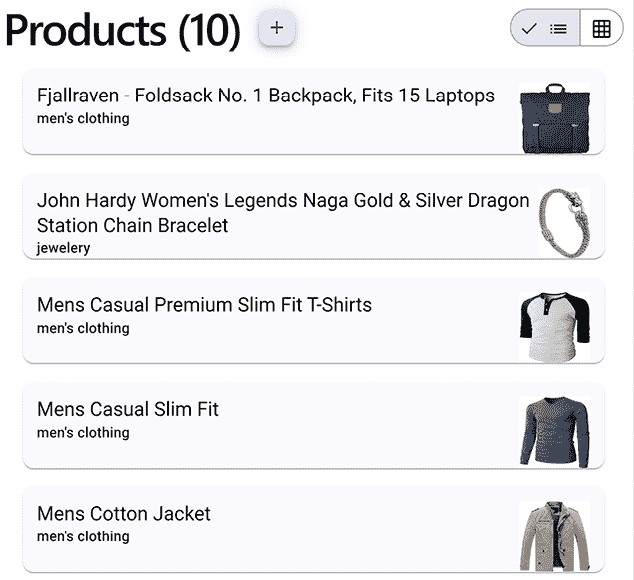 Products (10)
+
Fjallraven - Foldsack No. 1 Backpack, Fits 15 Laptops
men's clothing
John Hardy Women's Legends Naga Gold & Silver Dragon
Station Chain Bracelet
jewelery
Mens Casual Premium Slim Fit T-Shirts
men's clothing
Mens Casual Slim Fit
men's clothing
Mens Cotton Jacket
men's clothing